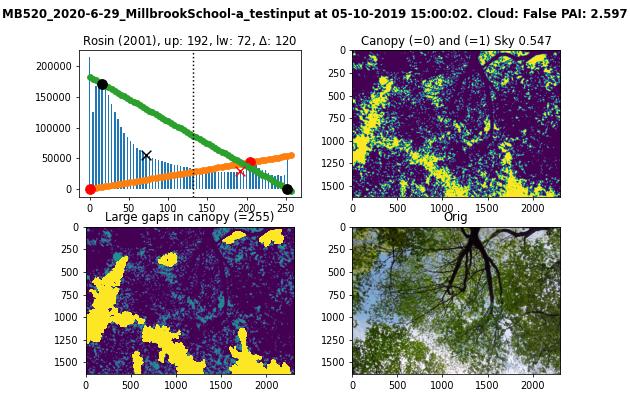 MB520_2020-6-29_MillbrookSchool-a_testinput at 05-10-2019 15:00:02. Cloud: False PAI: 2.597
Rosin (2001), up: 192, lw: 72, Δ: 120
200000
150000
100000
50000
0
0 50 100 150 200 250
Canopy (=0) and (=1) Sky 0.547
0
250
500
750
1000
1250
1500
0 500 1000 1500 2000
Large gaps in canopy (=255)
0
250
500
750
1000
1250
1500
0 500 1000 1500 2000
Orig
0
250
500
750
1000
1250
1500
0 500 1000 1500 2000